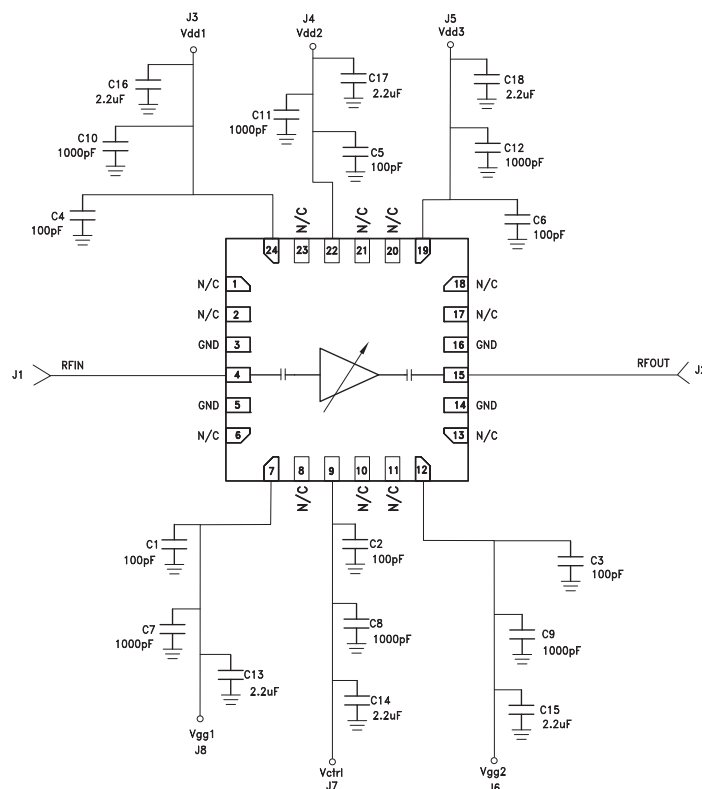 J3
Vdd1
J4
Vdd2
J5
Vdd3
C16
2.2uF
C17
2.2uF
C18
2.2uF
C11
1000pF
C10
1000pF
C5
100pF
C12
1000pF
C4
100pF
C6
100pF
N/C
N/C
N/C
24
23
22
21
20
19
N/C
1
18
N/C
N/C
2
17
N/C
GND
3
16
GND
J1
RFIN
4
15
RFOUT
GND
5
14
GND
N/C
6
13
N/C
7
8
9
10
11
12
N/C
N/C
N/C
C1
100pF
C2
100pF
C3
100pF
C7
1000pF
C8
1000pF
C9
1000pF
C13
2.2uF
C14
2.2uF
C15
2.2uF
Vgg1
J8
Vctrl
J7
Vgg2
J6